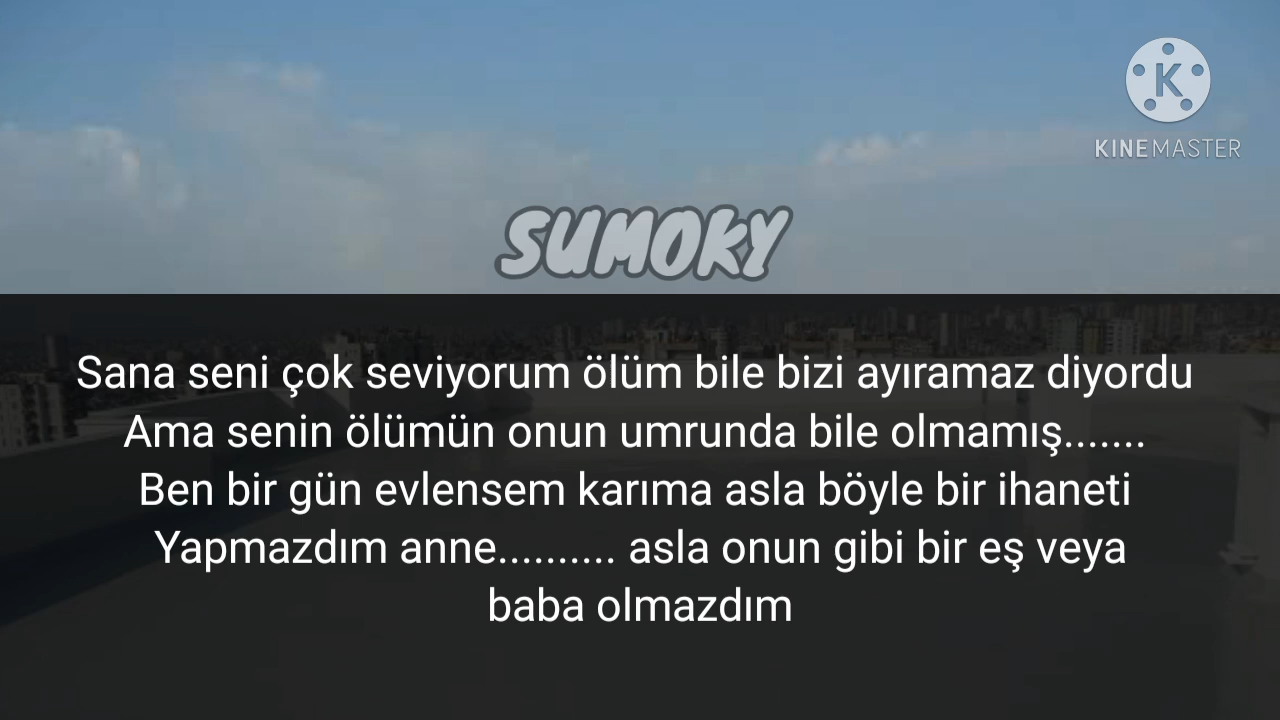 K
KINEMASTER
SUMOKY
Sana seni çok seviyorum ölüm bile bizi ayıramaz diyordu
Ama senin ölümün onun umrunda bile olmamış.......
Ben bir gün evlensem karıma asla böyle bir ihaneti
Yapmazdım anne.......... asla onun gibi bir eş veya
baba olmazdım